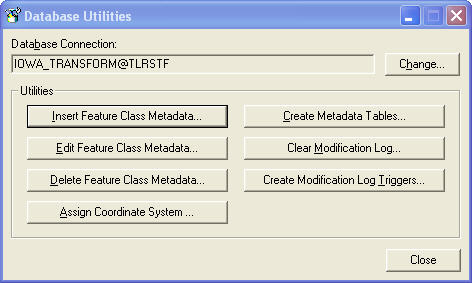 Database Utilities
Database Connection:
IOWA_TRANSFORM@TLRSTF
Change...
Utilities
Insert Feature Class Metadata...
Create Metadata Tables...
Edit Feature Class Metadata...
Clear Modification Log...
Delete Feature Class Metadata...
Create Modification Log Triggers...
Assign Coordinate System ...
Close